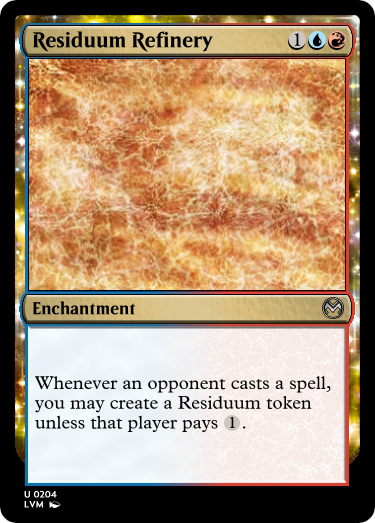 Residuum Refinery 1
Enchantment
Whenever an opponent casts a spell,
you may create a Residuum token
unless that player pays 1.
U 0204
LVM